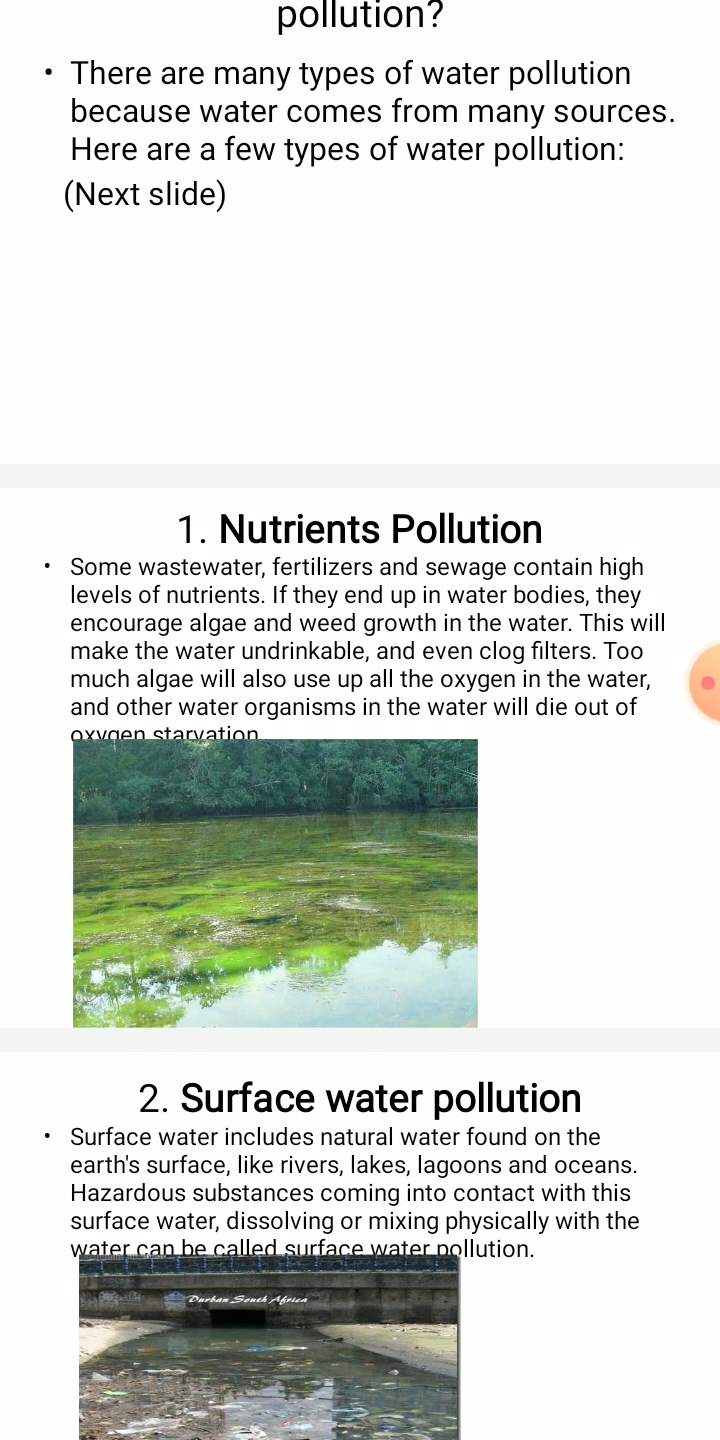 pollution?
• There are many types of water pollution
because water comes from many sources.
Here are a few types of water pollution:
(Next slide)
1. Nutrients Pollution
• Some wastewater, fertilizers and sewage contain high
levels of nutrients. If they end up in water bodies, they
encourage algae and weed growth in the water. This will
make the water undrinkable, and even clog filters. Too
much algae will also use up all the oxygen in the water,
and other water organisms in the water will die out of
oxygen starvation
2. Surface water pollution
• Surface water includes natural water found on the
earth's surface, like rivers, lakes, lagoons and oceans.
Hazardous substances coming into contact with this
surface water, dissolving or mixing physically with the
water can be called surface water pollution.
Durban South Africa